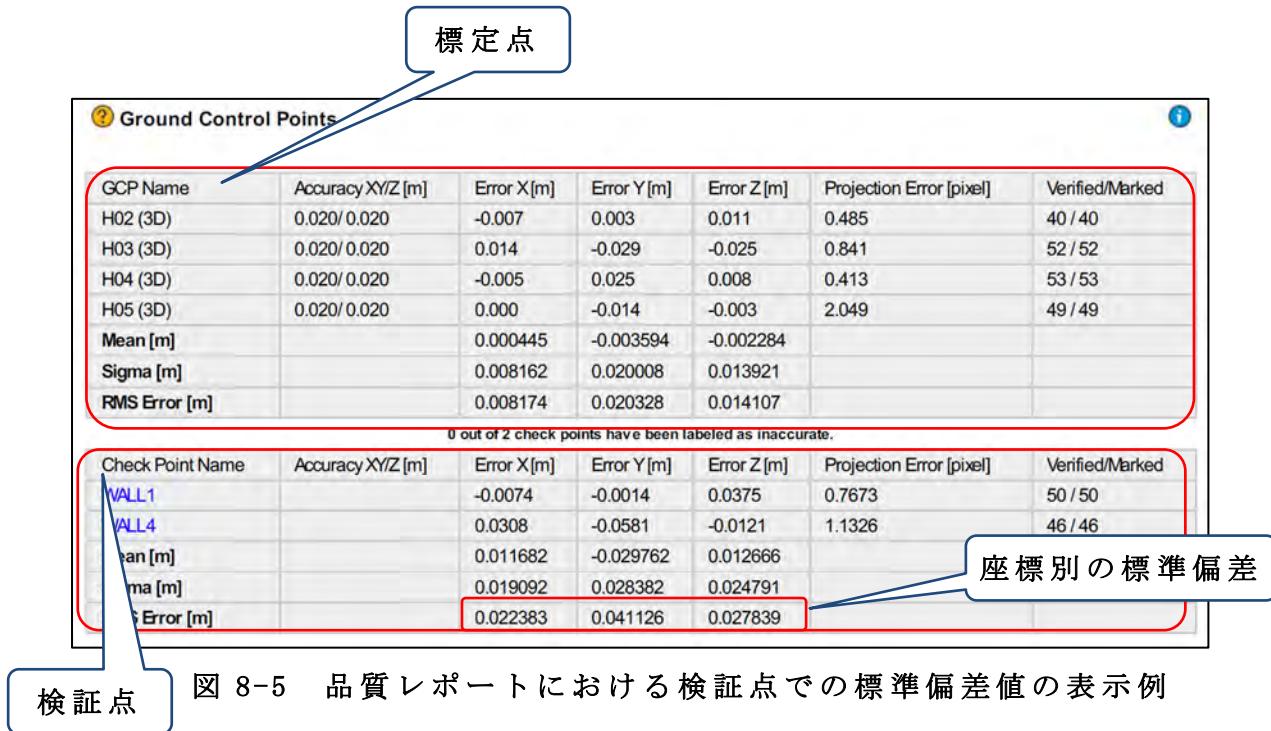 標定点
Ground Control Points
GCP Name Accuracy XY/Z [m] Error X [m] Error Y [m] Error Z [m] Projection Error [pixel] Verified/Marked
H02 (3D) 0.020/ 0.020 -0.007 0.003 0.011 0.485 40 / 40
H03 (3D) 0.020/ 0.020 0.014 -0.029 -0.025 0.841 52 / 52
H04 (3D) 0.020/ 0.020 -0.005 0.025 0.008 0.413 53 / 53
H05 (3D) 0.020/ 0.020 0.000 -0.014 -0.003 2.049 49 / 49
Mean [m] 0.000445 -0.003594 -0.002284
Sigma [m] 0.008162 0.020008 0.013921
RMS Error [m] 0.008174 0.020328 0.014107
0 out of 2 check points have been labeled as inaccurate.
Check Point Name Accuracy XY/Z [m] Error X [m] Error Y [m] Error Z [m] Projection Error [pixel] Verified/Marked
WALL1 -0.0074 -0.0014 0.0375 0.7673 50 / 50
WALL4 0.0308 -0.0581 -0.0121 1.1326 46 / 46
Mean [m] 0.011682 -0.029762 0.012666
Sigma [m] 0.019092 0.028382 0.024791
RMS Error [m] 0.022383 0.041126 0.027839
座標別の標準偏差
検証点
図 8-5 品質レポートにおける検証点での標準偏差値の表示例